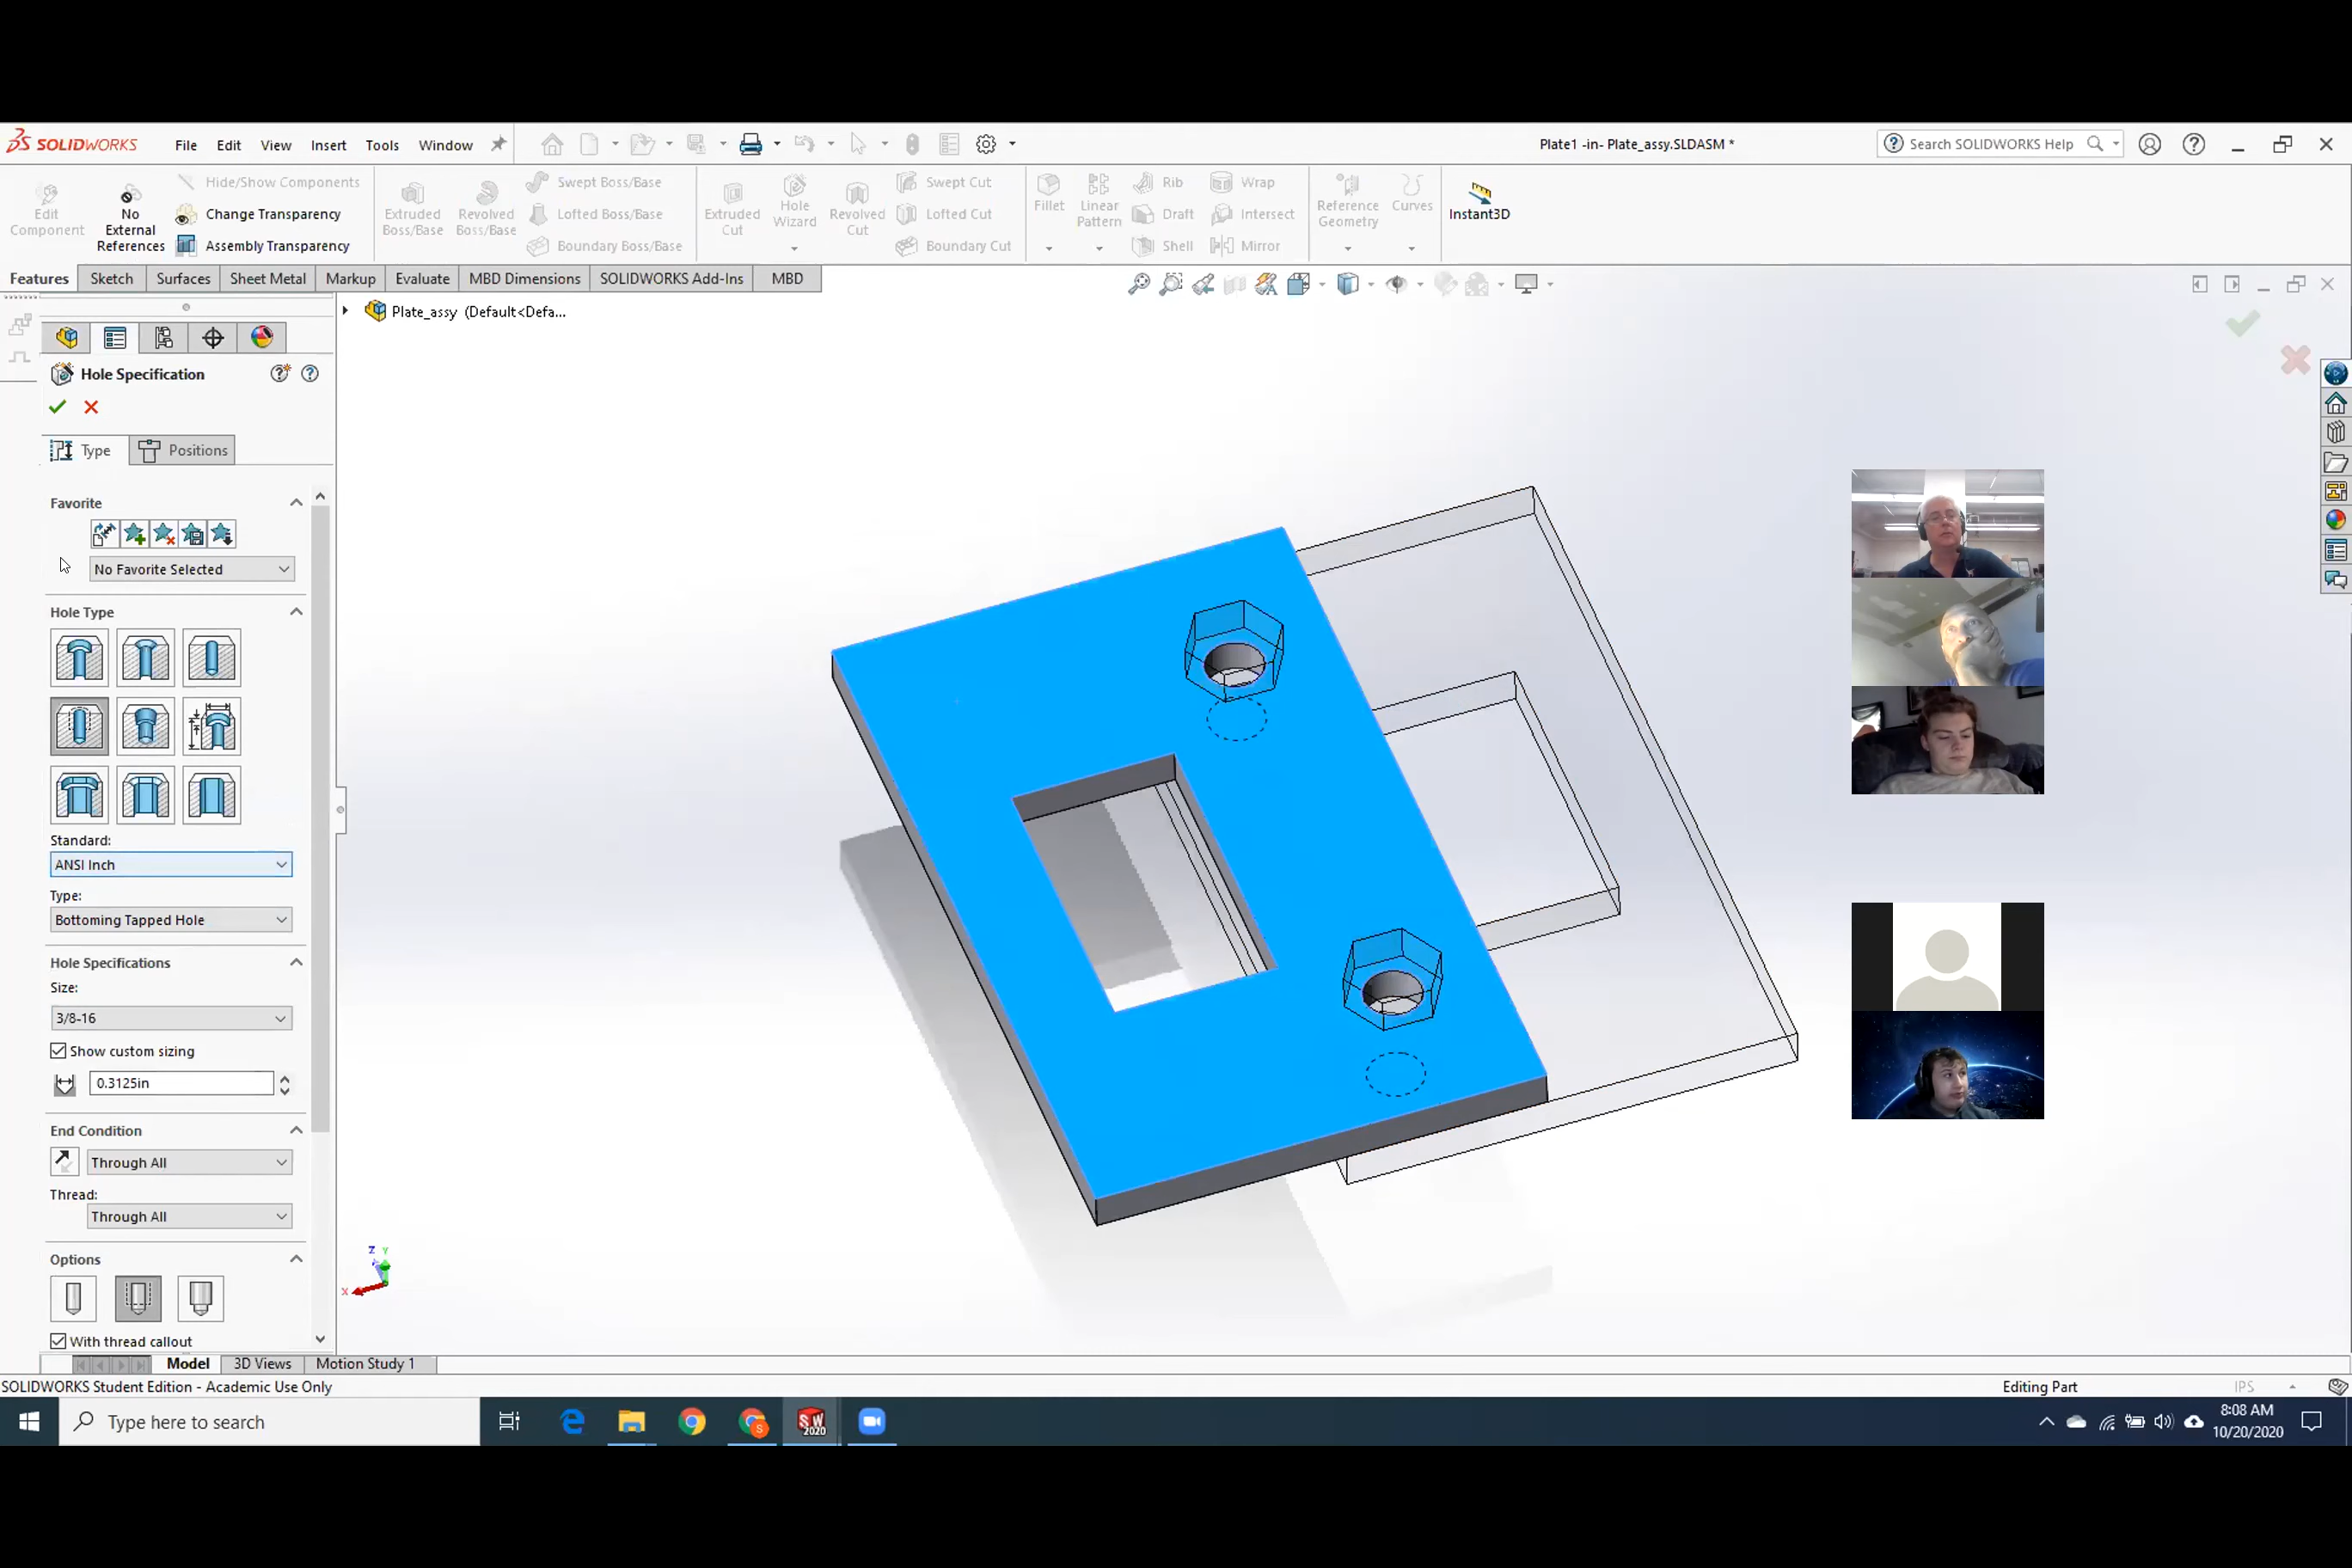 SOLIDWORKS File Edit View Insert Tools Window Plate1 -in- Plate_assy.SLDASM * Search SOLIDWORKS Help
Edit Component
No External References
Hide/Show Components
Change Transparency
Assembly Transparency
Extruded Boss/Base
Revolved Boss/Base
Swept Boss/Base
Lofted Boss/Base
Boundary Boss/Base
Extruded Cut
Hole Wizard
Revolved Cut
Swept Cut
Lofted Cut
Boundary Cut
Fillet
Linear Pattern
Rib
Draft
Shell
Wrap
Intersect
Mirror
Reference Geometry
Curves
Instant3D
Features Sketch Surfaces Sheet Metal Markup Evaluate MBD Dimensions SOLIDWORKS Add-Ins MBD
Plate_assy (Default<Defa...
Hole Specification
Type Positions
Favorite
No Favorite Selected
Hole Type
Standard:
ANSI Inch
Type:
Bottoming Tapped Hole
Hole Specifications
Size:
3/8-16
Show custom sizing
0.3125in
End Condition
Through All
Thread:
Through All
Options
With thread callout
Z Y
X
Model 3D Views Motion Study 1
SOLIDWORKS Student Edition - Academic Use Only Editing Part IPS
Type here to search
S
SW
2020
8:08 AM
10/20/2020